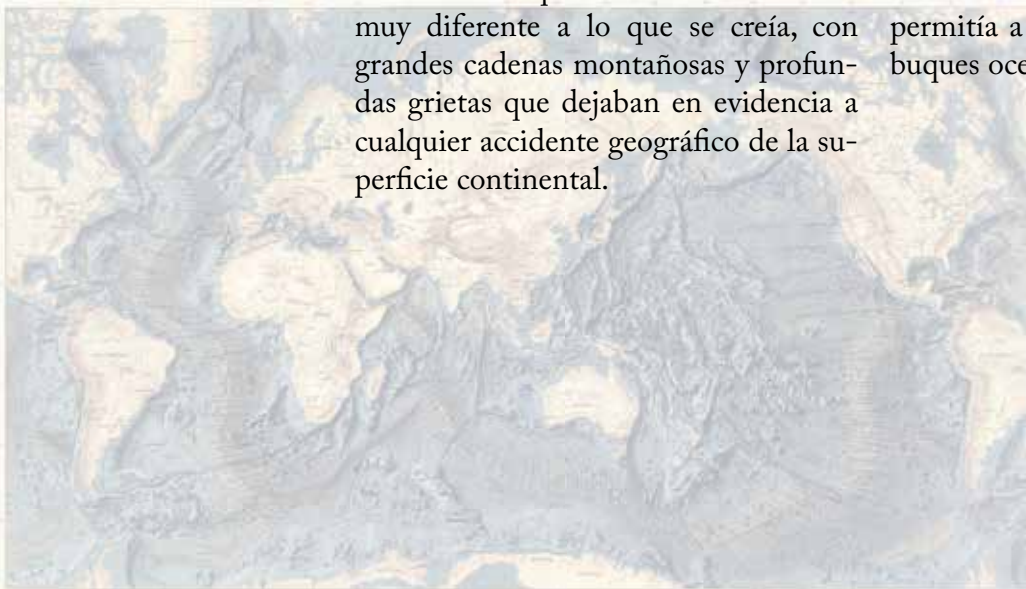 muy diferente a lo que se creía, con
grandes cadenas montañosas y profun-
das grietas que dejaban en evidencia a
cualquier accidente geográfico de la su-
perficie continental.
permitía a
buques